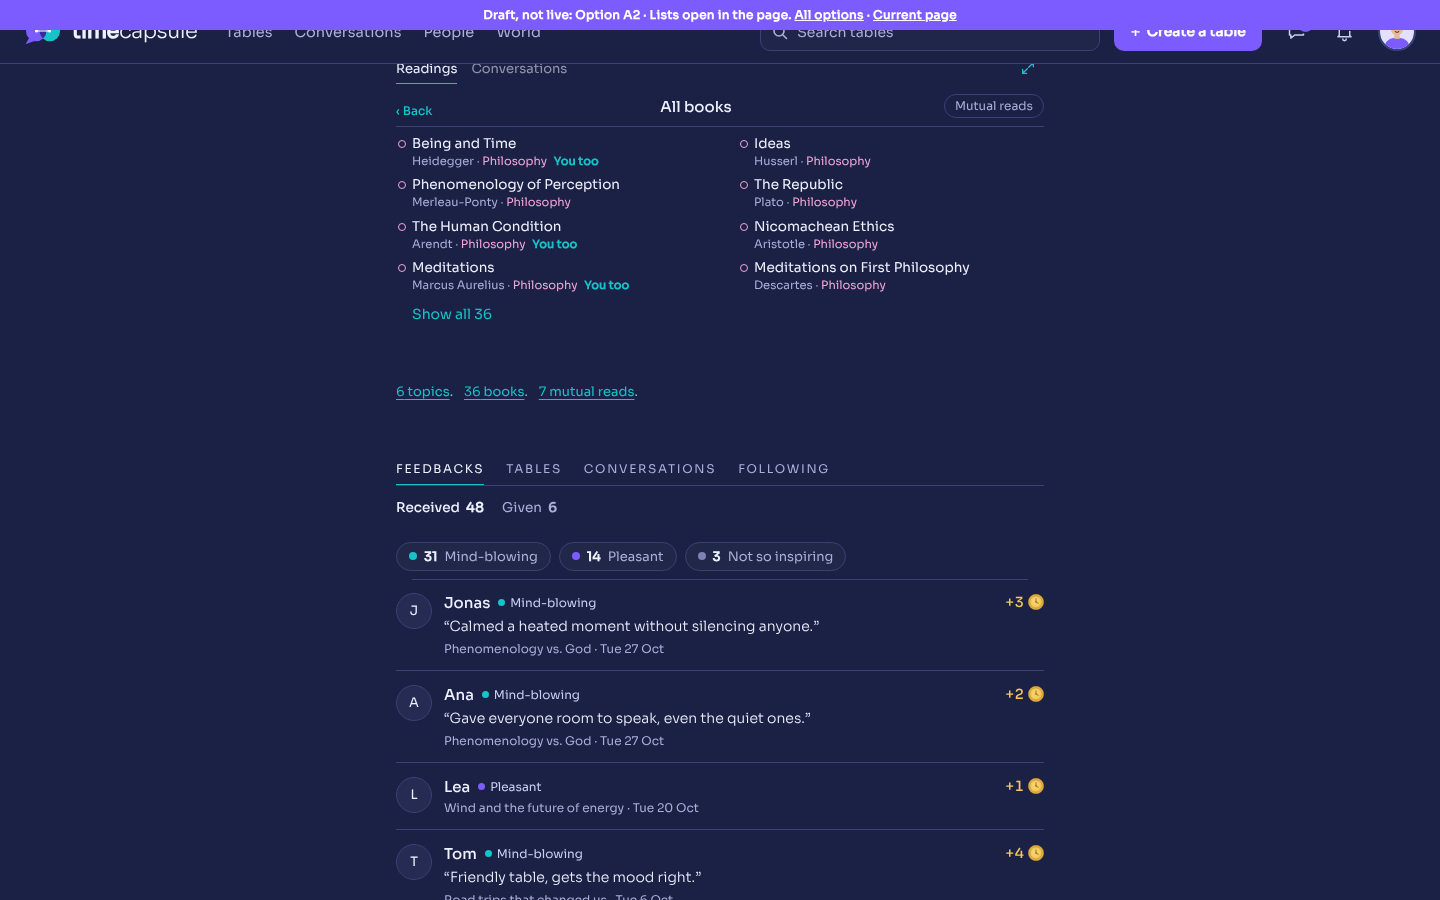 Draft, not live: Option A2 · Lists open in the page. All options · Current page
timecapsule Tables Conversations People World Search tables + Create a table
Readings Conversations
‹ Back All books Mutual reads
Being and Time
Heidegger · Philosophy You too
Ideas
Husserl · Philosophy
Phenomenology of Perception
Merleau-Ponty · Philosophy
The Republic
Plato · Philosophy
The Human Condition
Arendt · Philosophy You too
Nicomachean Ethics
Aristotle · Philosophy
Meditations
Marcus Aurelius · Philosophy You too
Meditations on First Philosophy
Descartes · Philosophy
Show all 36
6 topics. 36 books. 7 mutual reads.
FEEDBACKS TABLES CONVERSATIONS FOLLOWING
Received 48 Given 6
31 Mind-blowing 14 Pleasant 3 Not so inspiring
J Jonas Mind-blowing +3
“Calmed a heated moment without silencing anyone.”
Phenomenology vs. God · Tue 27 Oct
A Ana Mind-blowing +2
“Gave everyone room to speak, even the quiet ones.”
Phenomenology vs. God · Tue 27 Oct
L Lea Pleasant +1
Wind and the future of energy · Tue 20 Oct
T Tom Mind-blowing +4
“Friendly table, gets the mood right.”
Road trips that changed us · Tue 6 Oct